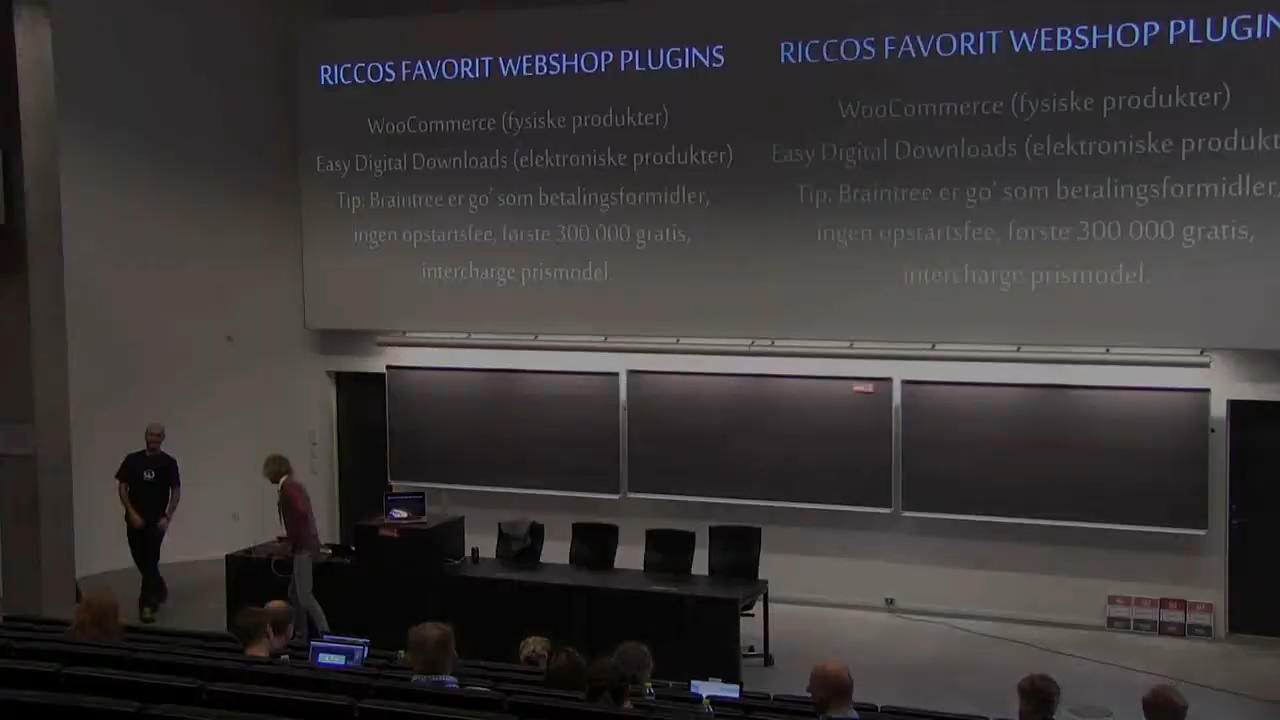 RICCOS FAVORIT WEBSHOP PLUGINS
WooCommerce (fysiske produkter)
Easy Digital Downloads (elektroniske produkter)
Tip: Braintree er go' som betalingsformidler,
ingen opstartsfee, første 300 000 gratis,
intercharge prismodel.
RICCOS FAVORIT WEBSHOP PLUGIN
WooCommerce (fysiske produkter)
Easy Digital Downloads (elektroniske produkt
Tip: Braintree er go' som betalingsformidler,
ingen opstartsfee, første 300 000 gratis,
intercharge prismodel.